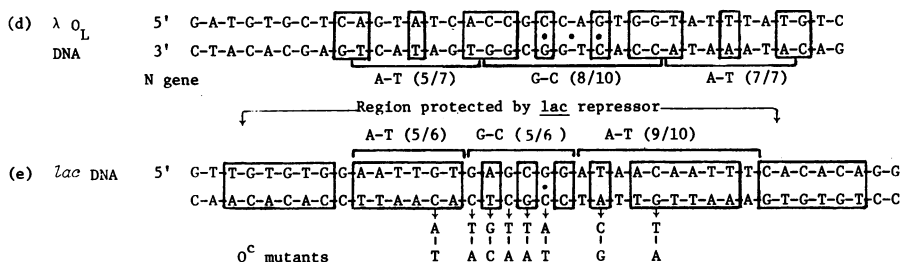 (d) λ O_L 5' G-A-T-G-T-G-C-T-C-A-G-T-A-T-C-A-C-C-G-C-C-A-G-T-G-G-T-A-T-T-T-A-T-G-T-C
DNA 3' C-T-A-C-A-C-G-A-G-T-C-A-T-A-G-T-G-G-C-G-G-T-C-A-C-C-A-T-A-A-A-T-A-C-A-G
N gene A-T (5/7) G-C (8/10) A-T (7/7)
Region protected by lac repressor
A-T (5/6) G-C (5/6) A-T (9/10)
(e) lac DNA 5' G-T-T-G-T-G-T-G-G-A-A-T-T-G-T-G-A-G-C-G-G-A-T-A-A-C-A-A-T-T-T-C-A-C-A-C-A-G-G
C-A-A-C-A-C-A-C-C-T-T-A-A-C-A-C-T-C-G-C-C-T-A-T-T-G-T-T-A-A-A-G-T-G-T-G-T-C-C
A T G T T A C T
O^c mutants T A C A A T G A